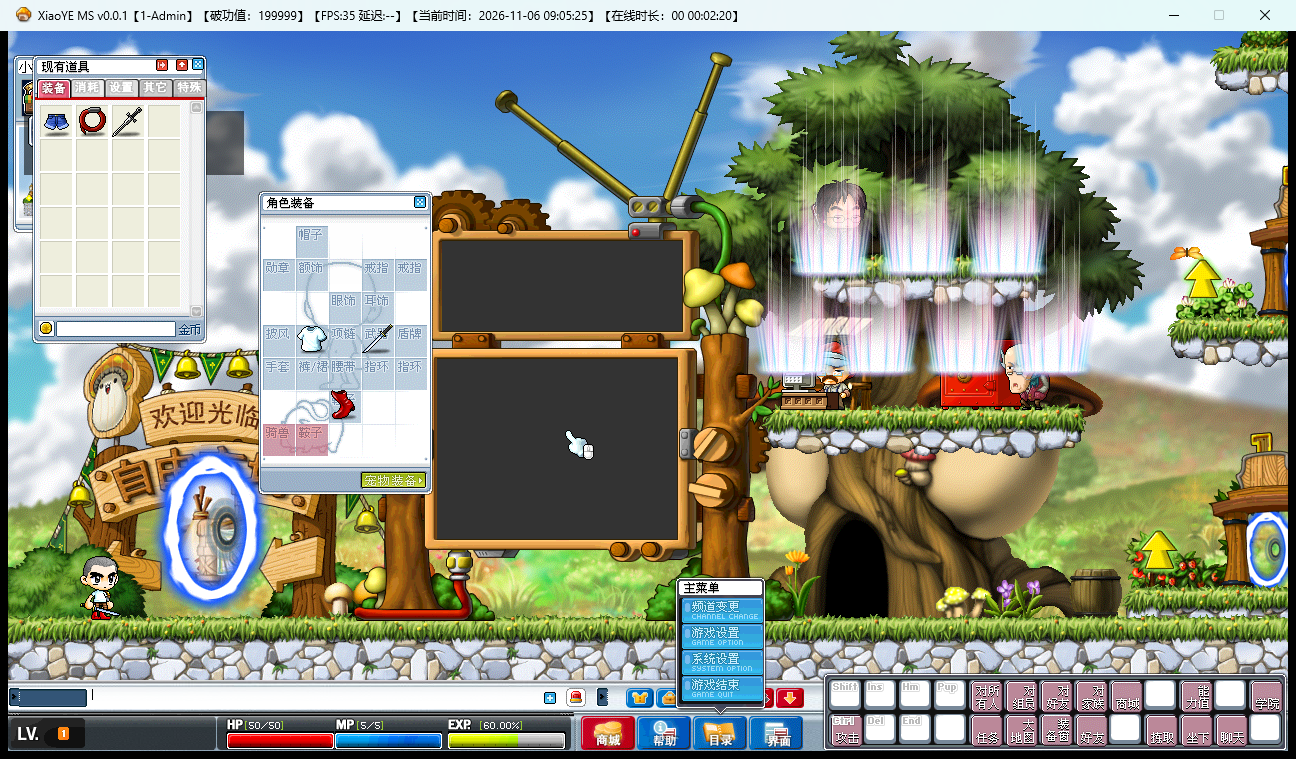 XiaoYE MS v0.0.1【1-Admin】【破功值：199999】【FPS:35 延迟:--】【当前时间：2026-11-06 09:05:25】【在线时长：00 00:02:20】
现有道具
装备 消耗 设置 其它 特殊
金币
角色装备
帽子
勋章 额饰 戒指 戒指
眼饰 耳饰
披风 项链 武器 盾牌
手套 裤/裙 腰带 指环 指环
骑兽 鞍子
宠物装备
欢迎光临
自由
主菜单
频道变更
CHANNEL CHANGE
游戏设置
GAME OPTION
系统设置
SYSTEM OPTION
游戏结束
GAME QUIT
LV. 1
HP[50/50] MP[5/5] EXP. [60.00%]
商城 帮助 目录 界面
Shift Ins Hm Pup 对所有人 对组员 对好友 对家族 商城 能力值 学院
Ctrl 攻击 Del End 任务 大地图 装备窗 好友 拣取 坐下 聊天